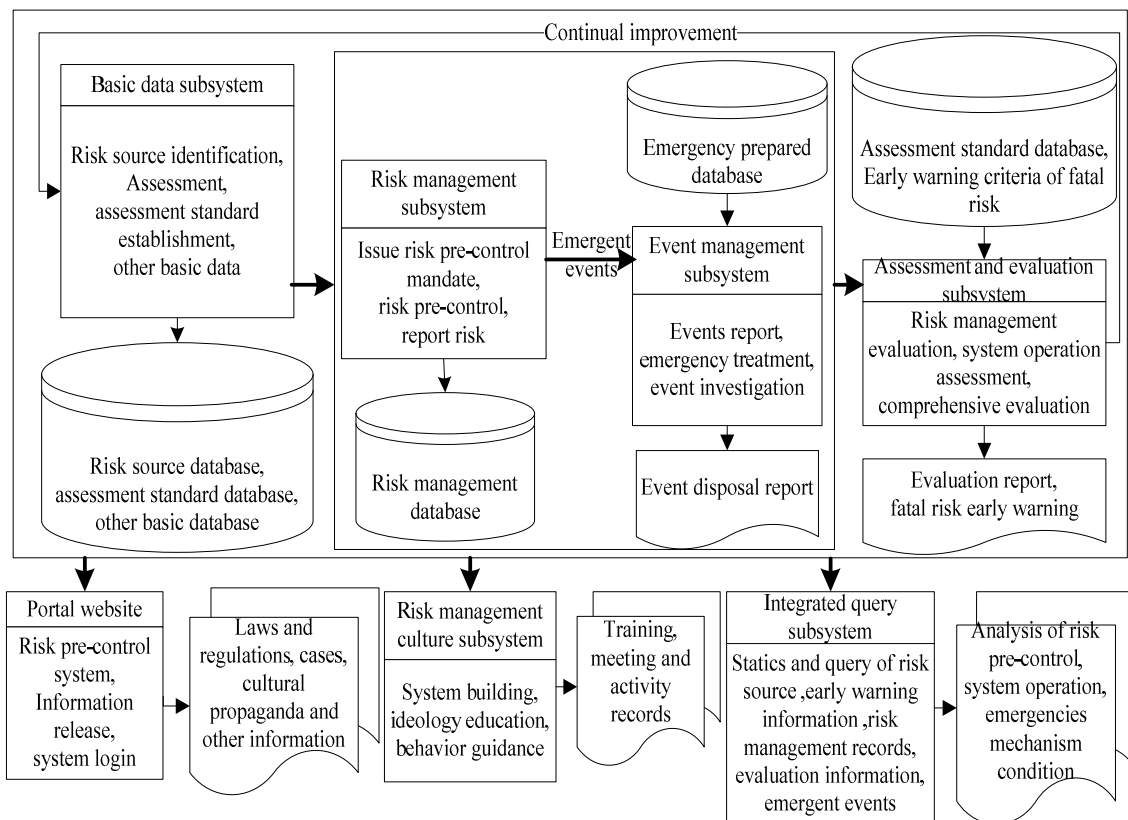 Continual improvement
Basic data subsystem
Risk source identification,
Assessment,
assessment standard
establishment,
other basic data
Risk source database,
assessment standard database,
other basic database
Risk management
subsystem
Issue risk pre-control
mandate,
risk pre-control,
report risk
Risk management
database
Emergent
events
Emergency prepared
database
Event management
subsystem
Events report,
emergency treatment,
event investigation
Event disposal report
Assessment standard database,
Early warning criteria of fatal
risk
Assessment and evaluation
subsystem
Risk management
evaluation, system operation
assessment,
comprehensive evaluation
Evaluation report,
fatal risk early warning
Portal website
Risk pre-control
system,
Information
release,
system login
Laws and
regulations, cases,
cultural
propaganda and
other information
Risk management
culture subsystem
System building,
ideology education,
behavior guidance
Training,
meeting and
activity
records
Integrated query
subsystem
Statics and query of risk
source ,early warning
information ,risk
management records,
evaluation information,
emergent events
Analysis of risk
pre-control,
system operation,
emergencies
mechanism
condition